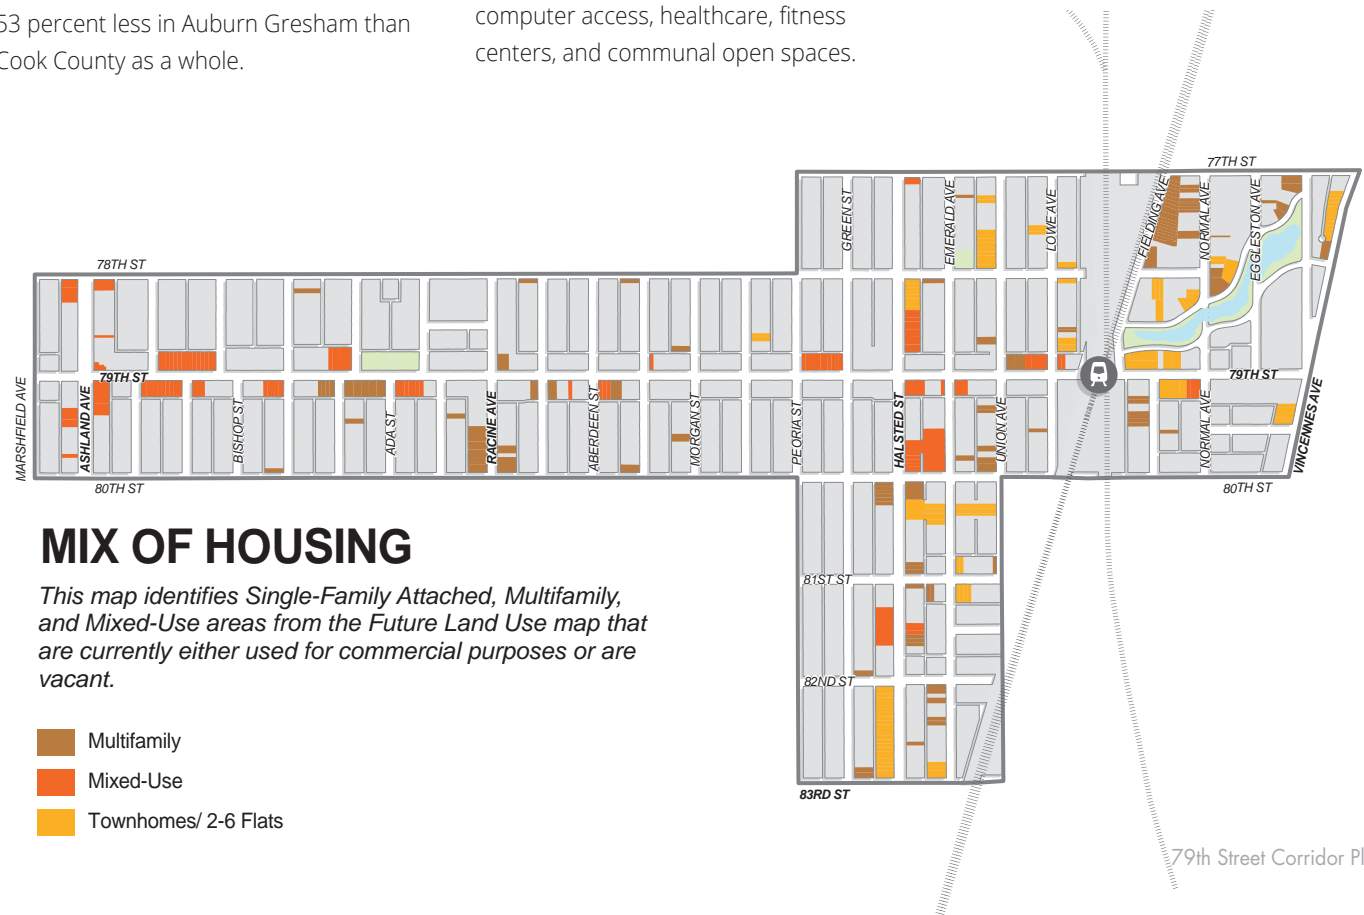 53 percent less in Auburn Gresham than
Cook County as a whole.
computer access, healthcare, fitness
centers, and communal open spaces.
77TH ST
78TH ST
GREEN ST
EMERALD AVE
LOWE AVE
FIELDING AVE
NORMAL AVE
EGGLESTON AVE
79TH ST
79TH ST
MARSHFIELD AVE
ASHLAND AVE
BISHOP ST
ADA ST
RACINE AVE
ABERDEEN ST
MORGAN ST
PEORIA ST
HALSTED ST
UNION AVE
NORMAL AVE
VINCENNES AVE
80TH ST
80TH ST
MIX OF HOUSING
This map identifies Single-Family Attached, Multifamily,
and Mixed-Use areas from the Future Land Use map that
are currently either used for commercial purposes or are
vacant.
81ST ST
82ND ST
83RD ST
Multifamily
Mixed-Use
Townhomes/ 2-6 Flats
79th Street Corridor Pl